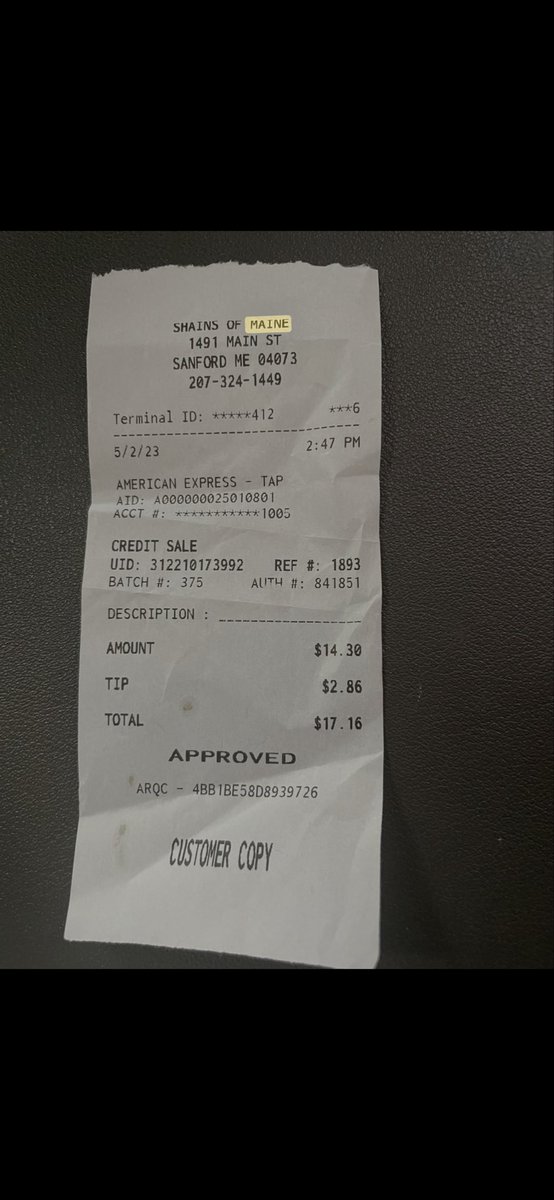 SHAINS OF MAINE
1491 MAIN ST
SANFORD ME 04073
207-324-1449
Terminal ID: *****412 ***6
5/2/23 2:47 PM
AMERICAN EXPRESS - TAP
AID: A000000025010801
ACCT #: ***********1005
CREDIT SALE
UID: 312210173992 REF #: 1893
BATCH #: 375 AUTH #: 841851
DESCRIPTION :
AMOUNT $14.30
TIP $2.86
TOTAL $17.16
APPROVED
ARQC - 4BB1BE58D8939726
CUSTOMER COPY